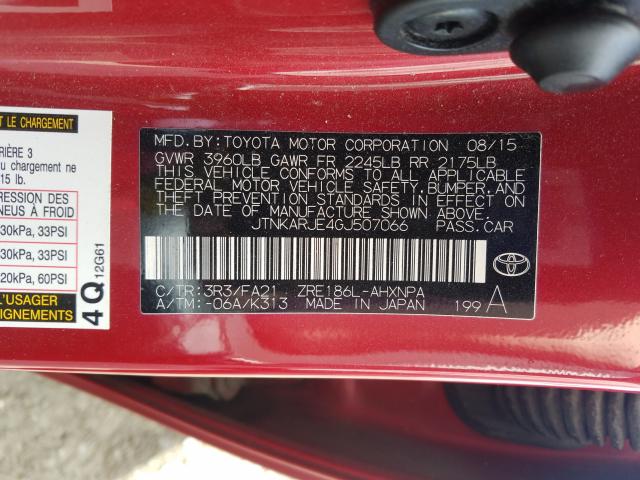 LE CHARGEMENT
IÈRE 3
u chargement ne
15 lb.
ESSION DES
NEUS À FROID
30kPa, 33PSI
30kPa, 33PSI
20kPa, 60PSI
L'USAGER
IGNEMENTS
4Q 12G61
MFD. BY: TOYOTA MOTOR CORPORATION 08/15
GVWR 3960LB GAWR FR 2245LB RR 2175LB
THIS VEHICLE CONFORMS TO ALL APPLICABLE
FEDERAL MOTOR VEHICLE SAFETY, BUMPER, AND
THEFT PREVENTION STANDARDS IN EFFECT ON
THE DATE OF MANUFACTURE SHOWN ABOVE.
JTNKARJE4GJ507066 PASS.CAR
C/TR:3R3/FA21 ZRE186L-AHXNPA
A/TM:-06A/K313 MADE IN JAPAN 199 A